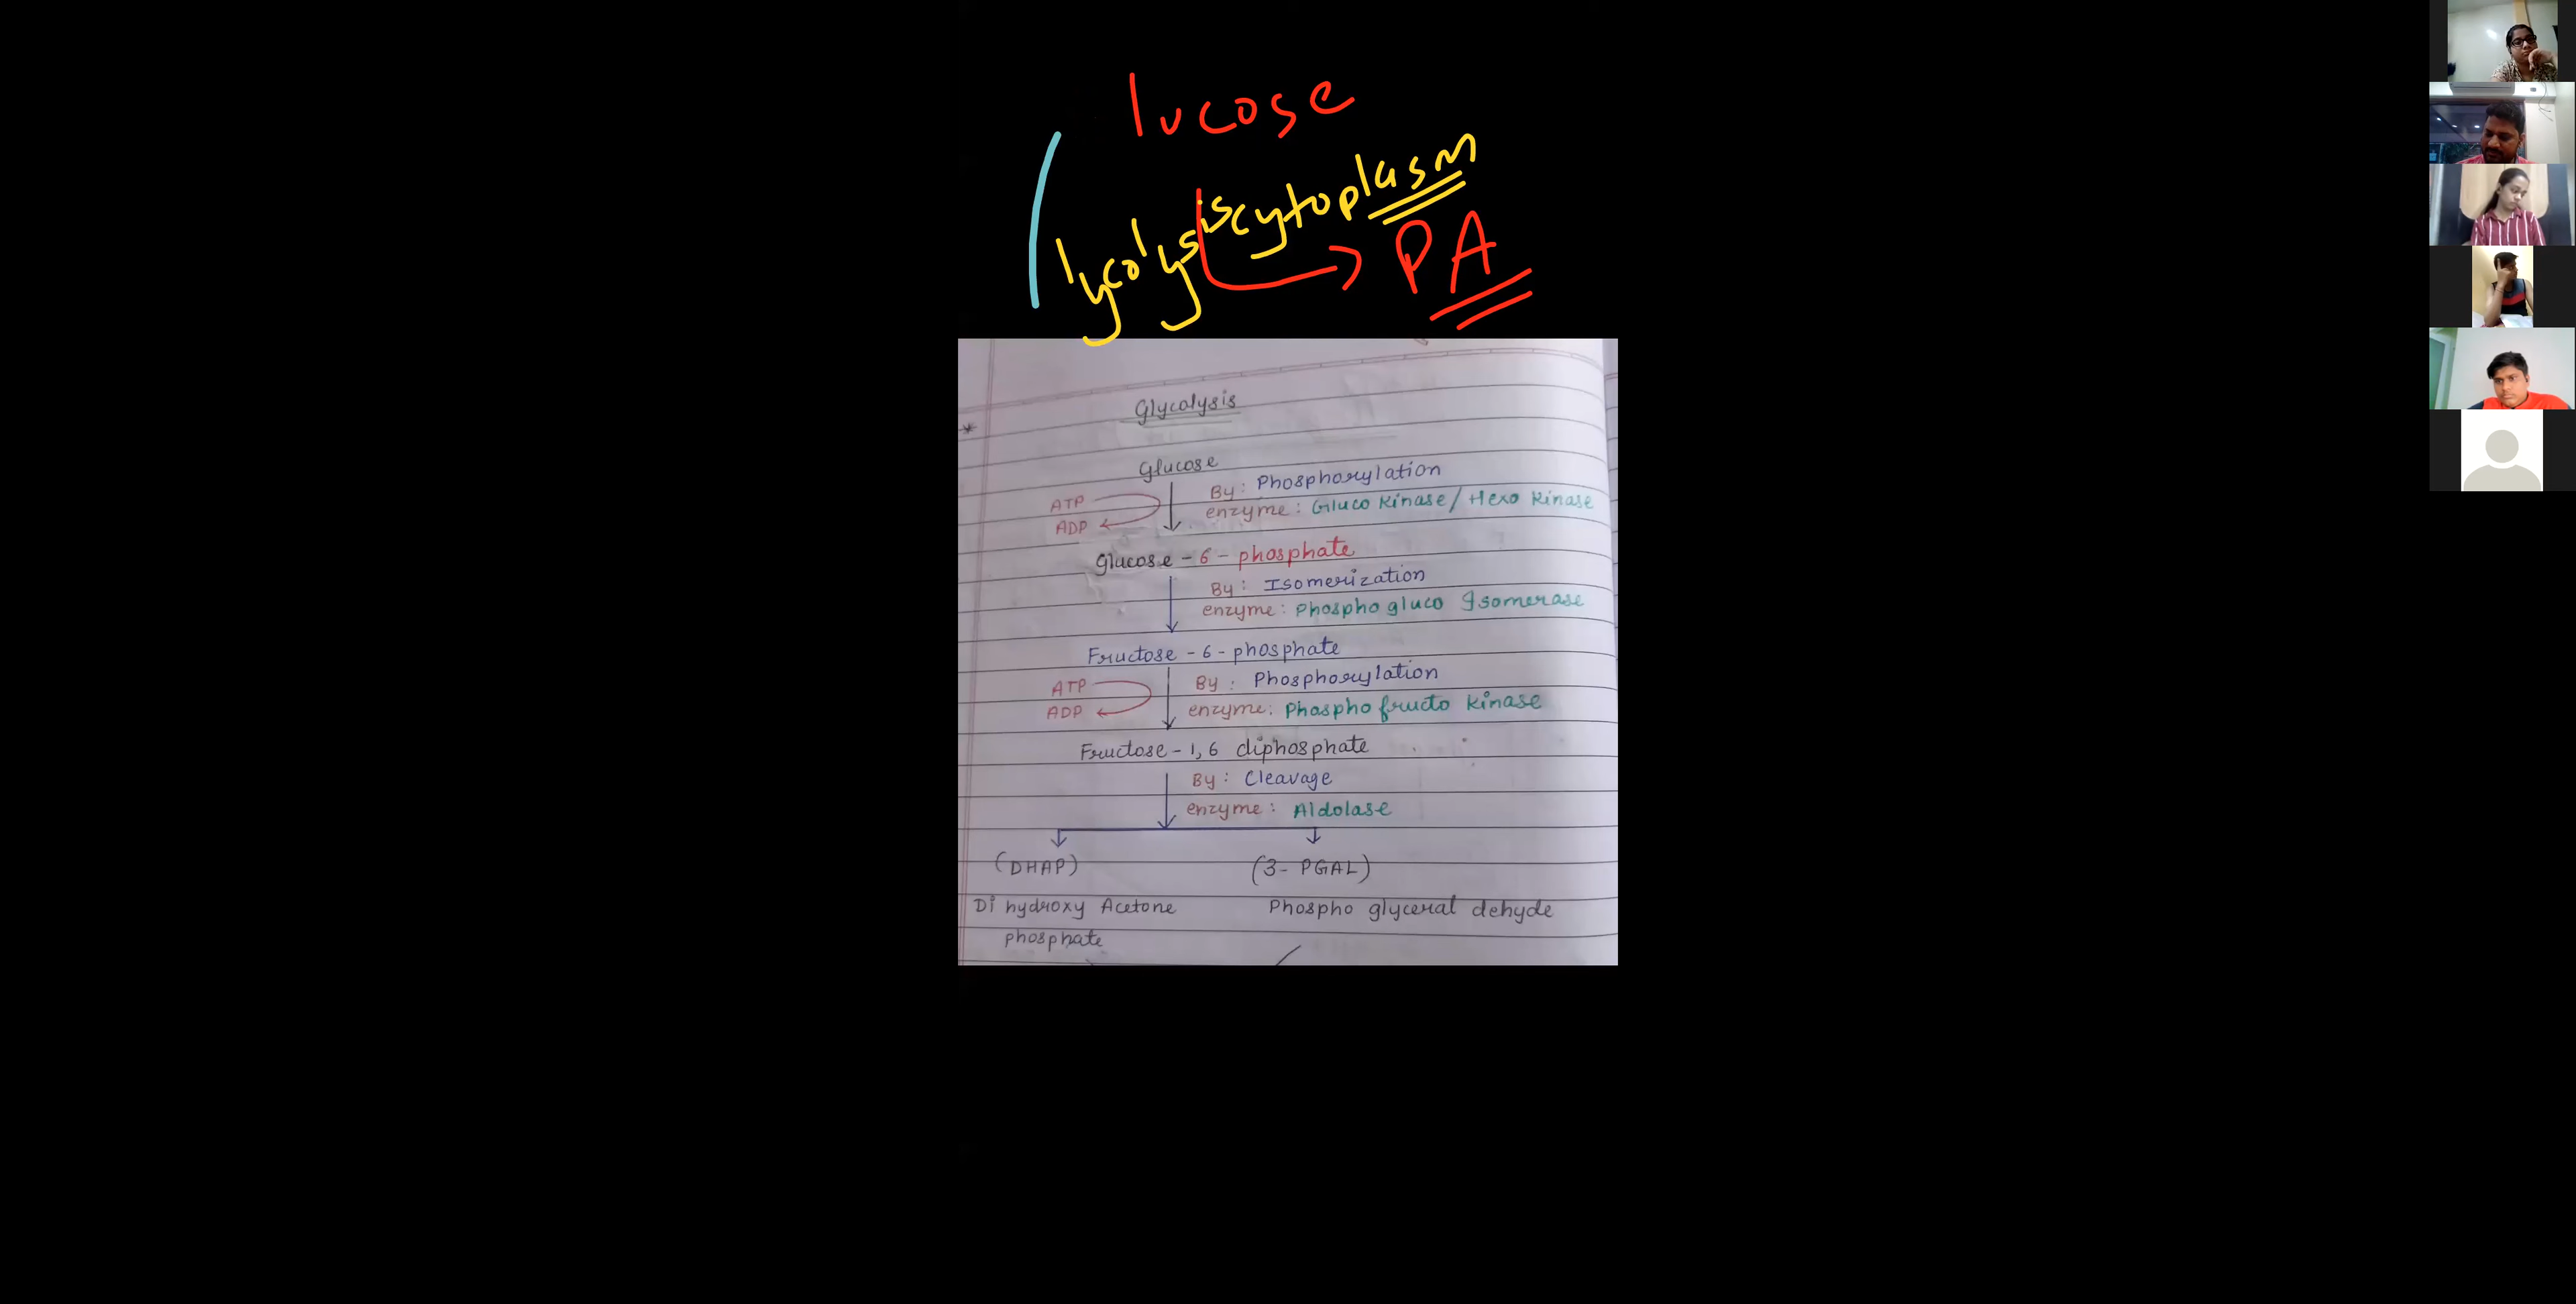 lucose
lycolysis cytoplasm
PA
Glycolysis
*
Glucose
ATP
By: Phosphorylation
ADP
enzyme: Gluco kinase/Hexo kinase
Glucose-6-phosphate
By: Isomerization
enzyme: Phospho gluco Isomerase
Fructose-6-phosphate
ATP
By: Phosphorylation
ADP
enzyme: Phospho fructo kinase
Fructose-1,6 diphosphate
By: Cleavage
enzyme: Aldolase
(DHAP) (3-PGAL)
Di hydroxy Acetone Phospho glyceral dehyde
phosphate